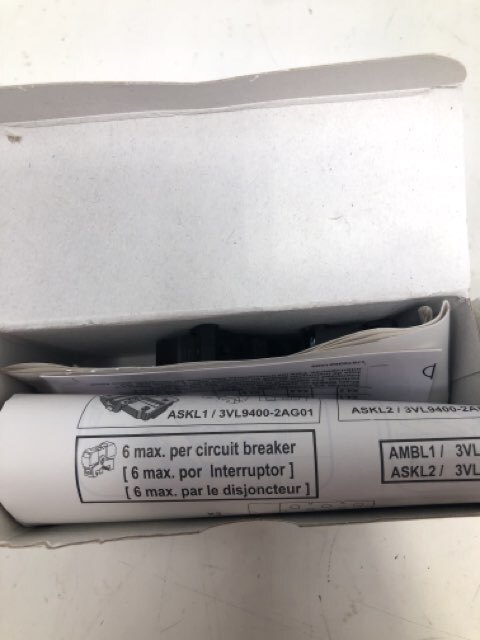 ASKL1 / 3VL9400-2AG01
ASKL2 / 3VL9400-2A
6 max. per circuit breaker
[ 6 max. por Interruptor ]
[ 6 max. par le disjoncteur ]
AMBL1 / 3VL
ASKL2 / 3VL